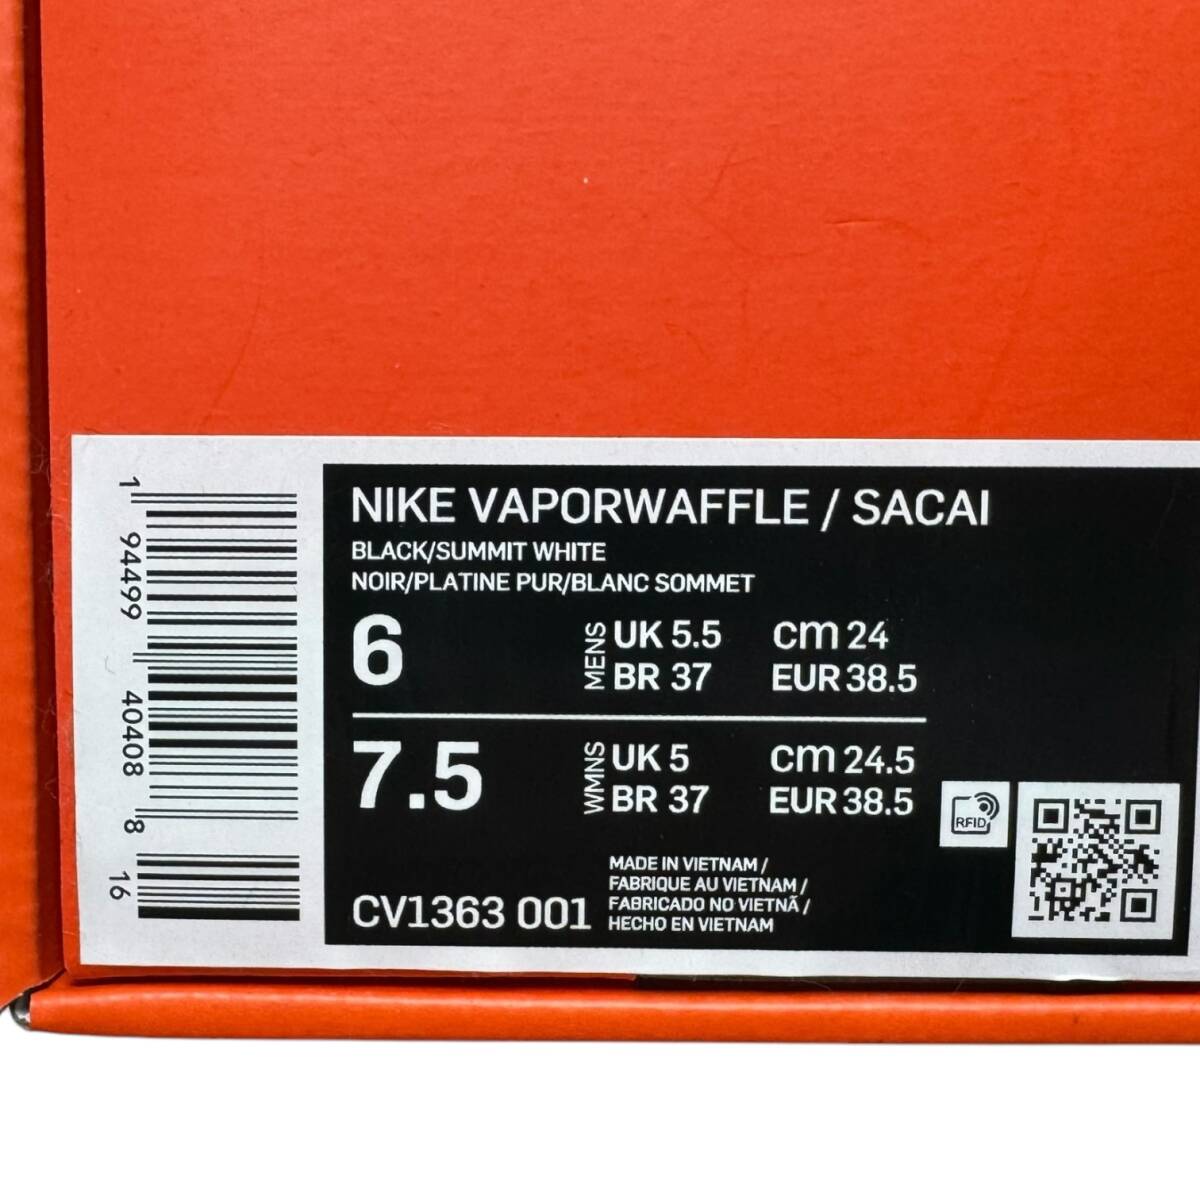 NIKE VAPORWAFFLE / SACAI
BLACK/SUMMIT WHITE
NOIR/PLATINE PUR/BLANC SOMMET
6
MENS
UK 5.5
cm 24
BR 37
EUR 38.5
7.5
WMNS
UK 5
cm 24.5
BR 37
EUR 38.5
CV1363 001
MADE IN VIETNAM /
FABRIQUE AU VIETNAM /
FABRICADO NO VIETNÃ /
HECHO EN VIETNAM
RFID
1 94499 40408 8 16